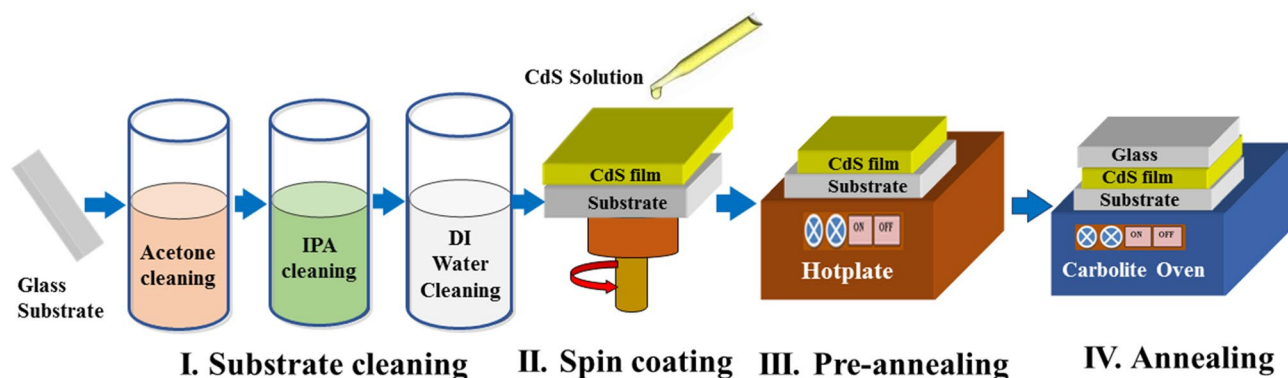 Glass
Substrate
Acetone
cleaning
IPA
cleaning
DI
Water
Cleaning
I. Substrate cleaning
CdS Solution
CdS film
Substrate
II. Spin coating
CdS film
Substrate
ON
OFF
Hotplate
III. Pre-annealing
Glass
CdS film
Substrate
ON
OFF
Carbolite Oven
IV. Annealing